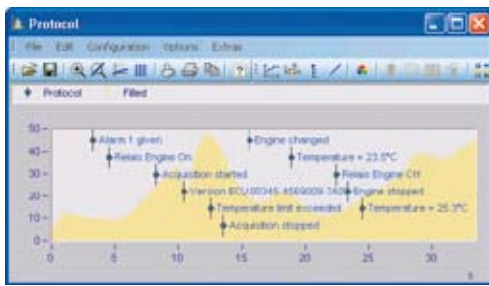 Protocol
File Edit Configuration Options Extras
Protocol Filled
50
Alarm 1 given
Engine changed
40
Relais Engine On
Temperature = 23.5°C
30
Acquisition started
Relais Engine Off
20
Version ECU:00345-4569009-
Engine stopped
Temperature limit exceeded
Temperature = 25.3°C
10
Acquisition stopped
0
0 5 10 15 20 25 30
s